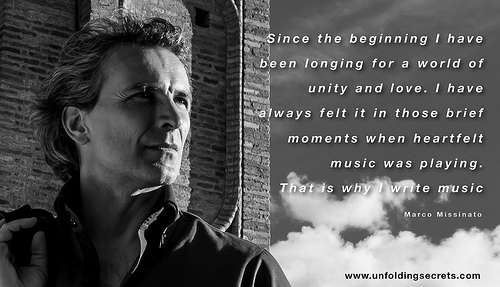 Since the beginning I have
been longing for a world of
unity and love. I have
always felt it in those brief
moments when heartfelt
music was playing.
That is why I write music
Marco Missinato
www.unfoldingsecrets.com